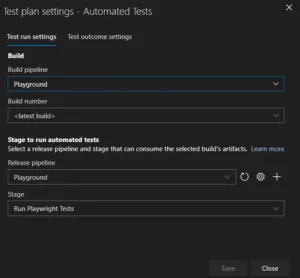 Test plan settings - Automated Tests
Test run settings
Test outcome settings
Build
Build pipeline
Playground
Build number
<latest build>
Stage to run automated tests
Select a release pipeline and stage that can consume the selected build's artifacts. Learn more
Release pipeline
Playground
Stage
Run Playwright Tests
Save
Close